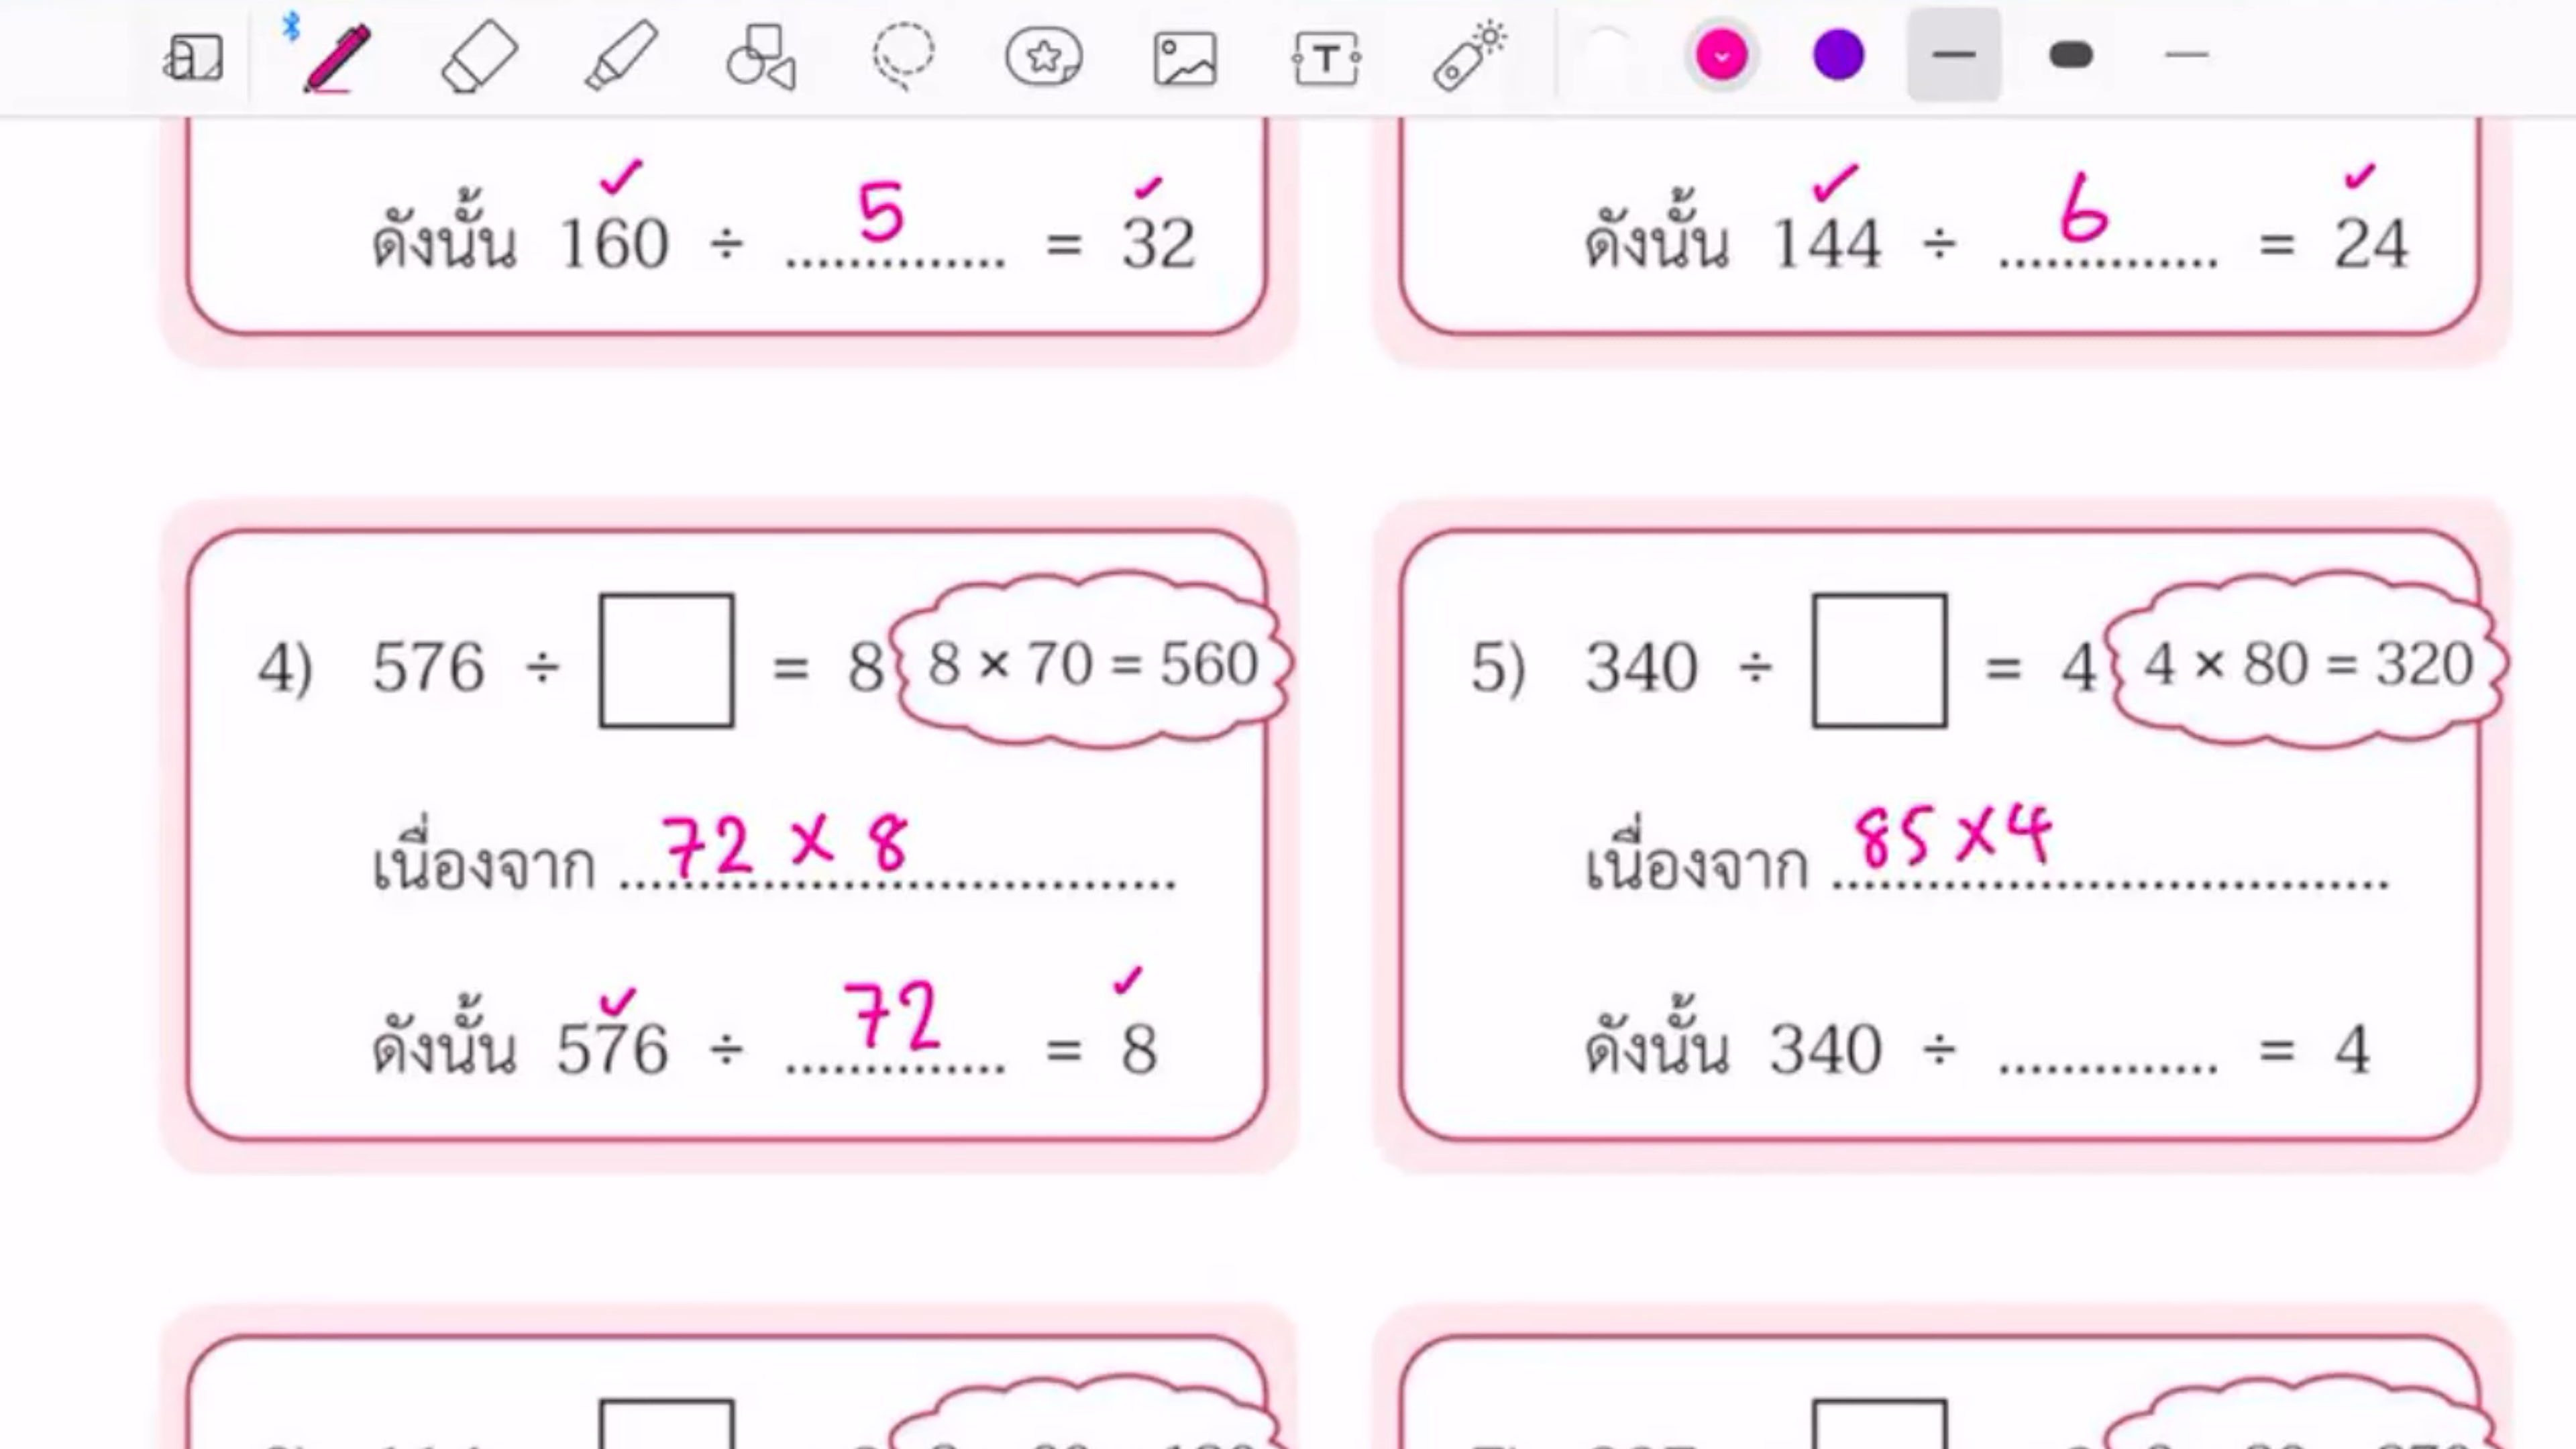 T
ดังนั้น 160 ÷ 5 = 32
ดังนั้น 144 ÷ 6 = 24
4) 576 ÷ = 8
8 × 70 = 560
เนื่องจาก 72 × 8
ดังนั้น 576 ÷ 72 = 8
5) 340 ÷ = 4
4 × 80 = 320
เนื่องจาก 85 × 4
ดังนั้น 340 ÷ .............. = 4